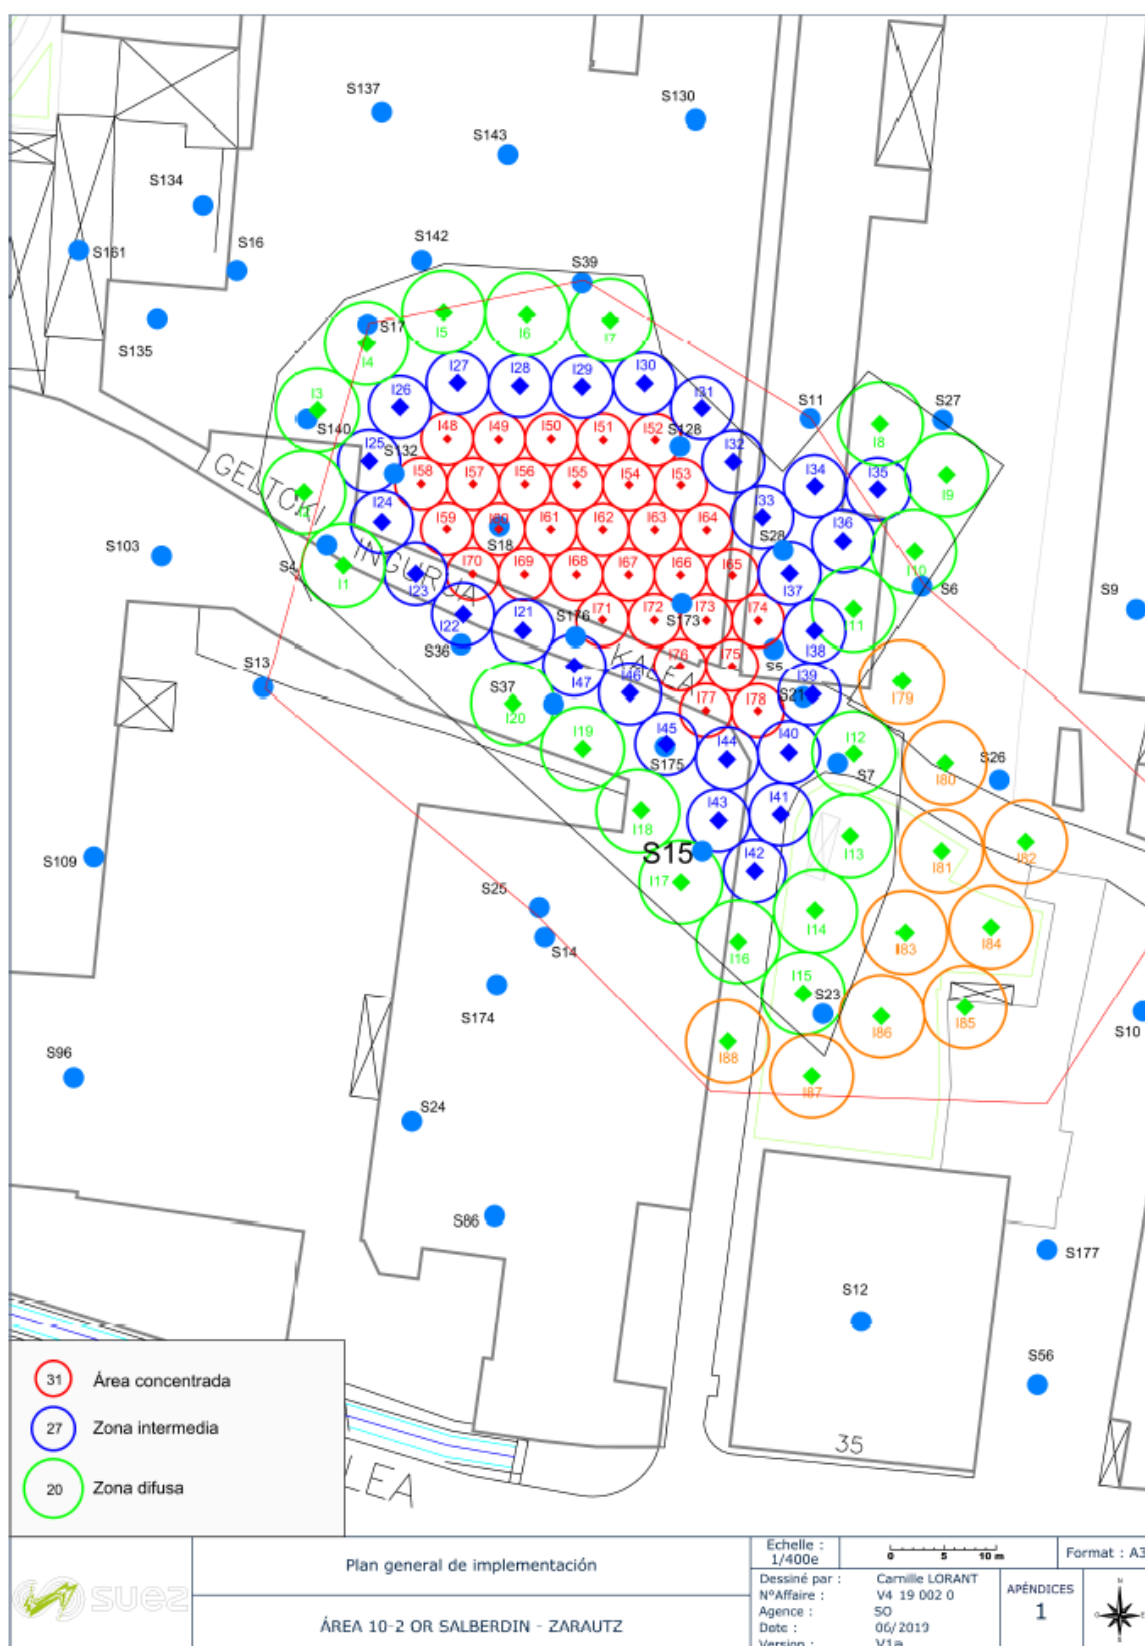 S137
S130
S143
S134
S16
S142
S161
S39
S135
S17
I5
I6
I7
I4
I27
I28
I29
I30
I3
I26
I31
S11
S27
I8
S140
I48
I49
I50
I51
I52
S128
I25
S132
I32
I34
I35
I9
I58
I57
I56
I55
I54
I53
GELTOKI
I2
I24
I33
I36
I59
I60
I61
I62
I63
I64
S18
S28
I10
S103
S4
I1
INGURUA
I23
I70
I69
I68
I67
I66
I65
I37
S6
S9
I22
I21
I71
I72
I73
I74
S173
I11
I38
S176
S36
S13
KALEA
I47
I46
I76
I75
S5
I39
S21
I79
S37
I20
I77
I78
I19
I45
S175
I44
I40
I12
S7
I80
S26
I18
I43
I41
I13
I82
S109
S15
I42
I81
I17
S25
I14
I83
I84
S14
I16
S174
I15
S23
I86
I85
S10
I88
S96
I87
S24
S86
S177
S12
S56
35
LEA
31 Área concentrada
27 Zona intermedia
20 Zona difusa
suez
Plan general de implementación
ÁREA 10-2 OR SALBERDIN - ZARAUTZ
Echelle :
1/400e
0 5 10 m
Format : A3
Dessiné par : Camille LORANT
N°Affaire : V4 19 002 0
Agence : SO
Date : 06/2019
Version : V1a
APÉNDICES
1